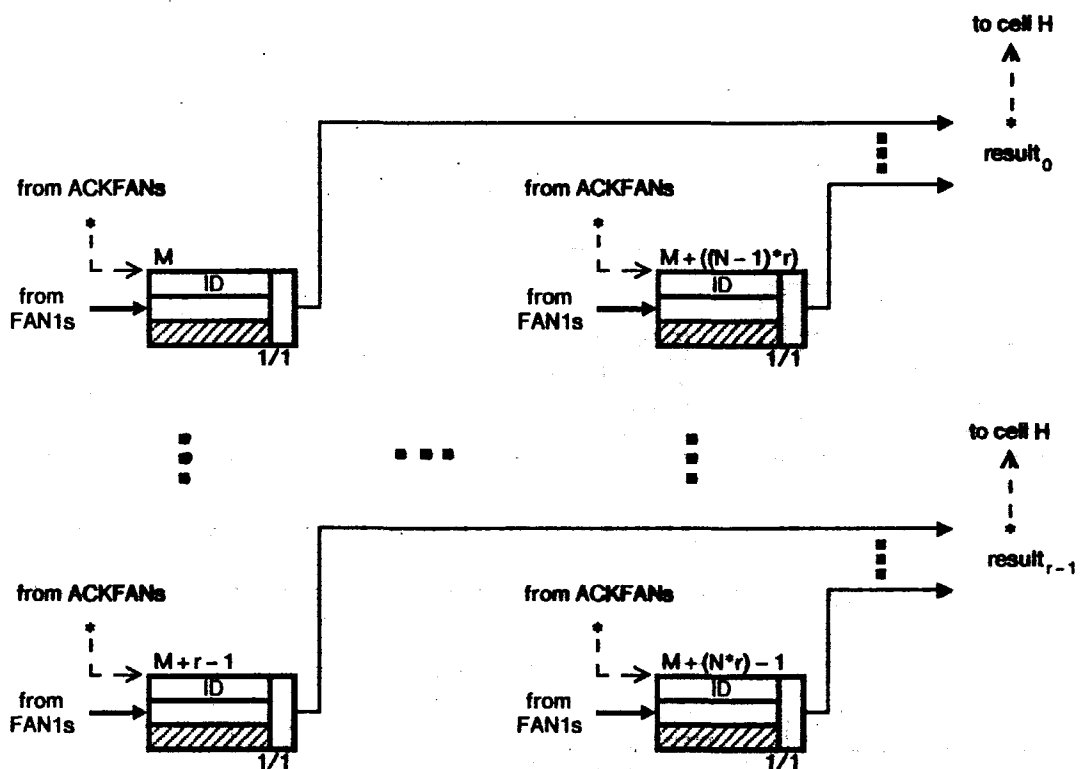 to cell H
*
result0
from ACKFANs
*
from ACKFANs
*
M
M + ((N - 1)*r)
ID
ID
from
FAN1s
from
FAN1s
1/1
1/1
to cell H
*
result r - 1
from ACKFANs
*
from ACKFANs
*
M + r - 1
M + (N*r) - 1
ID
ID
from
FAN1s
from
FAN1s
1/1
1/1